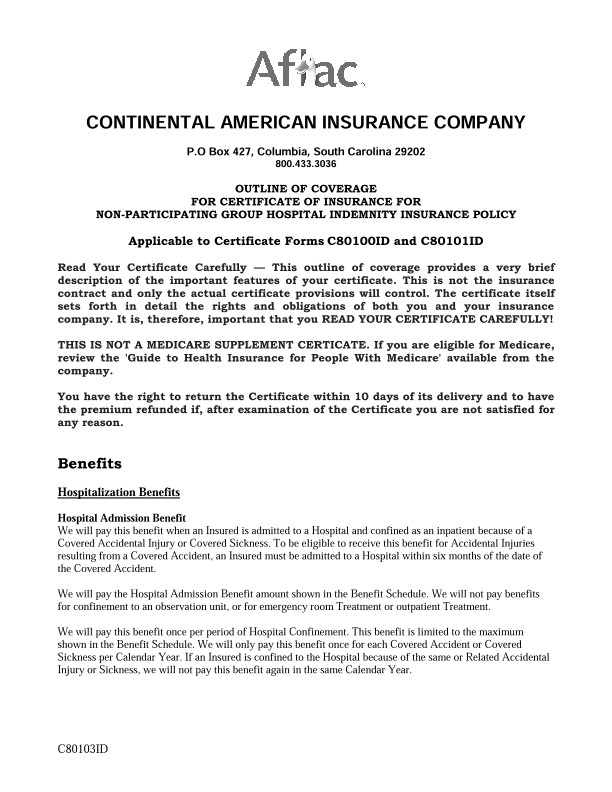 Aflac
CONTINENTAL AMERICAN INSURANCE COMPANY
P.O Box 427, Columbia, South Carolina 29202
800.433.3036
OUTLINE OF COVERAGE
FOR CERTIFICATE OF INSURANCE FOR
NON-PARTICIPATING GROUP HOSPITAL INDEMNITY INSURANCE POLICY
Applicable to Certificate Forms C80100ID and C80101ID
Read Your Certificate Carefully — This outline of coverage provides a very brief
description of the important features of your certificate. This is not the insurance
contract and only the actual certificate provisions will control. The certificate itself
sets forth in detail the rights and obligations of both you and your insurance
company. It is, therefore, important that you READ YOUR CERTIFICATE CAREFULLY!
THIS IS NOT A MEDICARE SUPPLEMENT CERTICATE. If you are eligible for Medicare,
review the 'Guide to Health Insurance for People With Medicare' available from the
company.
You have the right to return the Certificate within 10 days of its delivery and to have
the premium refunded if, after examination of the Certificate you are not satisfied for
any reason.
Benefits
Hospitalization Benefits
Hospital Admission Benefit
We will pay this benefit when an Insured is admitted to a Hospital and confined as an inpatient because of a
Covered Accidental Injury or Covered Sickness. To be eligible to receive this benefit for Accidental Injuries
resulting from a Covered Accident, an Insured must be admitted to a Hospital within six months of the date of
the Covered Accident.
We will pay the Hospital Admission Benefit amount shown in the Benefit Schedule. We will not pay benefits
for confinement to an observation unit, or for emergency room Treatment or outpatient Treatment.
We will pay this benefit once per period of Hospital Confinement. This benefit is limited to the maximum
shown in the Benefit Schedule. We will only pay this benefit once for each Covered Accident or Covered
Sickness per Calendar Year. If an Insured is confined to the Hospital because of the same or Related Accidental
Injury or Sickness, we will not pay this benefit again in the same Calendar Year.
C80103ID